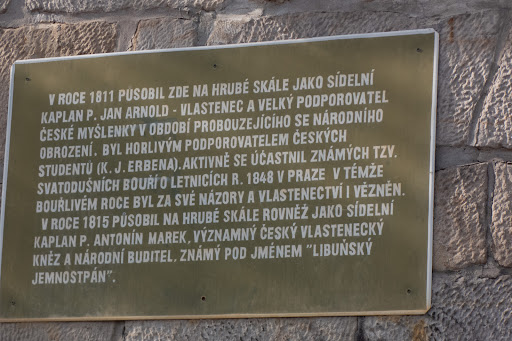 V ROCE 1811 PŮSOBIL ZDE NA HRUBÉ SKÁLE JAKO SÍDELNÍ
KAPLAN P. JAN ARNOLD - VLASTENEC A VELKÝ PODPOROVATEL
ČESKÉ MYŠLENKY V OBDOBÍ PROBOUZEJÍCÍHO SE NÁRODNÍHO
OBROZENÍ. BYL HORLIVÝM PODPOROVATELEM ČESKÝCH
STUDENTŮ (K. J. ERBENA). AKTIVNĚ SE ÚČASTNIL ZNÁMÝCH TZV.
SVATODUŠNÍCH BOUŘÍ O LETNICÍCH R. 1848 V PRAZE V TÉMŽE
BOUŘLIVÉM ROCE BYL ZA SVÉ NÁZORY A VLASTENECTVÍ I VĚZNĚN.
V ROCE 1815 PŮSOBIL NA HRUBÉ SKÁLE ROVNĚŽ JAKO SÍDELNÍ
KAPLAN P. ANTONÍN MAREK, VÝZNAMNÝ ČESKÝ VLASTENECKÝ
KNĚZ A NÁRODNÍ BUDITEL, ZNÁMÝ POD JMÉNEM "LIBUŇSKÝ
JEMNOSTPÁN".